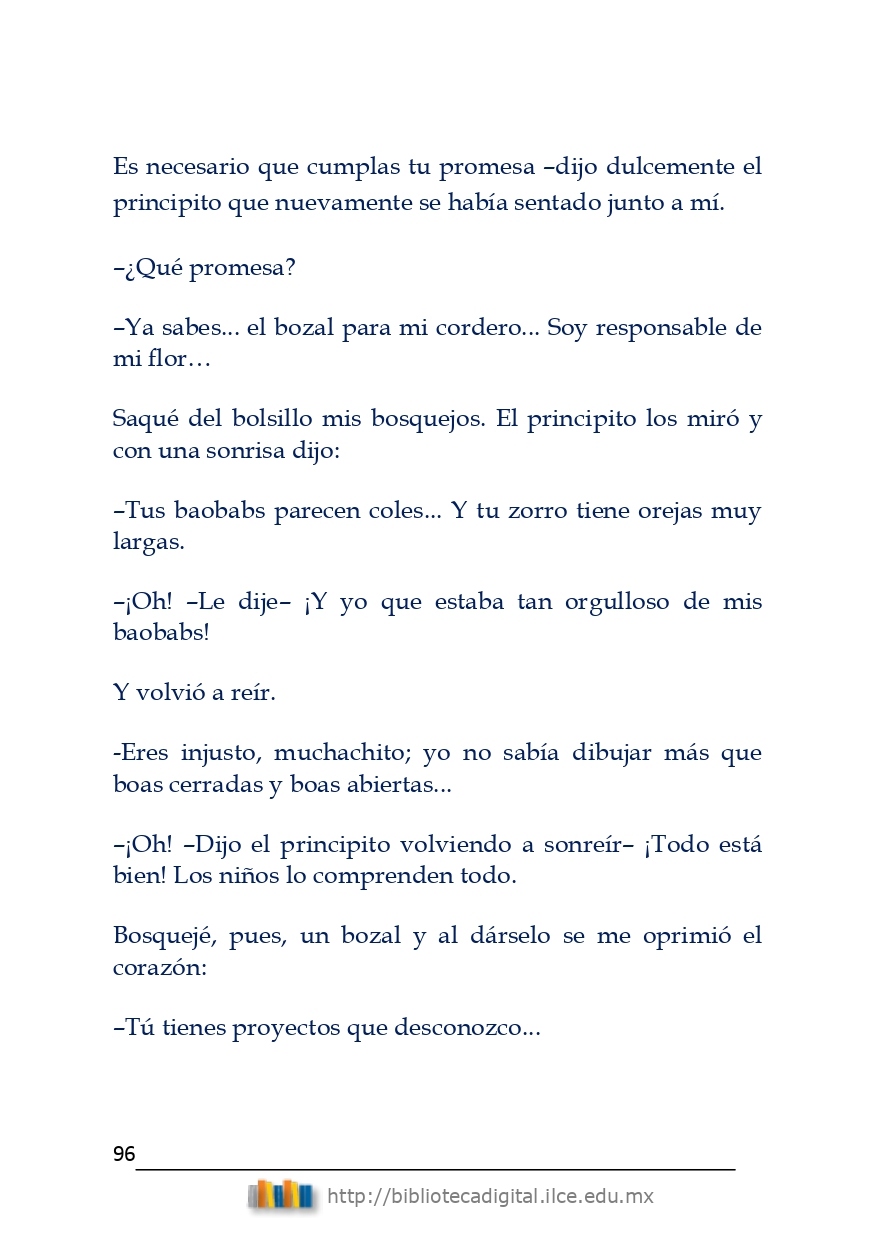 Es necesario que cumplas tu promesa –dijo dulcemente el
principito que nuevamente se había sentado junto a mí.
–¿Qué promesa?
–Ya sabes... el bozal para mi cordero... Soy responsable de
mi flor…
Saqué del bolsillo mis bosquejos. El principito los miró y
con una sonrisa dijo:
–Tus baobabs parecen coles... Y tu zorro tiene orejas muy
largas.
–¡Oh! –Le dije– ¡Y yo que estaba tan orgulloso de mis
baobabs!
Y volvió a reír.
-Eres injusto, muchachito; yo no sabía dibujar más que
boas cerradas y boas abiertas...
–¡Oh! –Dijo el principito volviendo a sonreír– ¡Todo está
bien! Los niños lo comprenden todo.
Bosquejé, pues, un bozal y al dárselo se me oprimió el
corazón:
–Tú tienes proyectos que desconozco...
96
http://bibliotecadigital.ilce.edu.mx